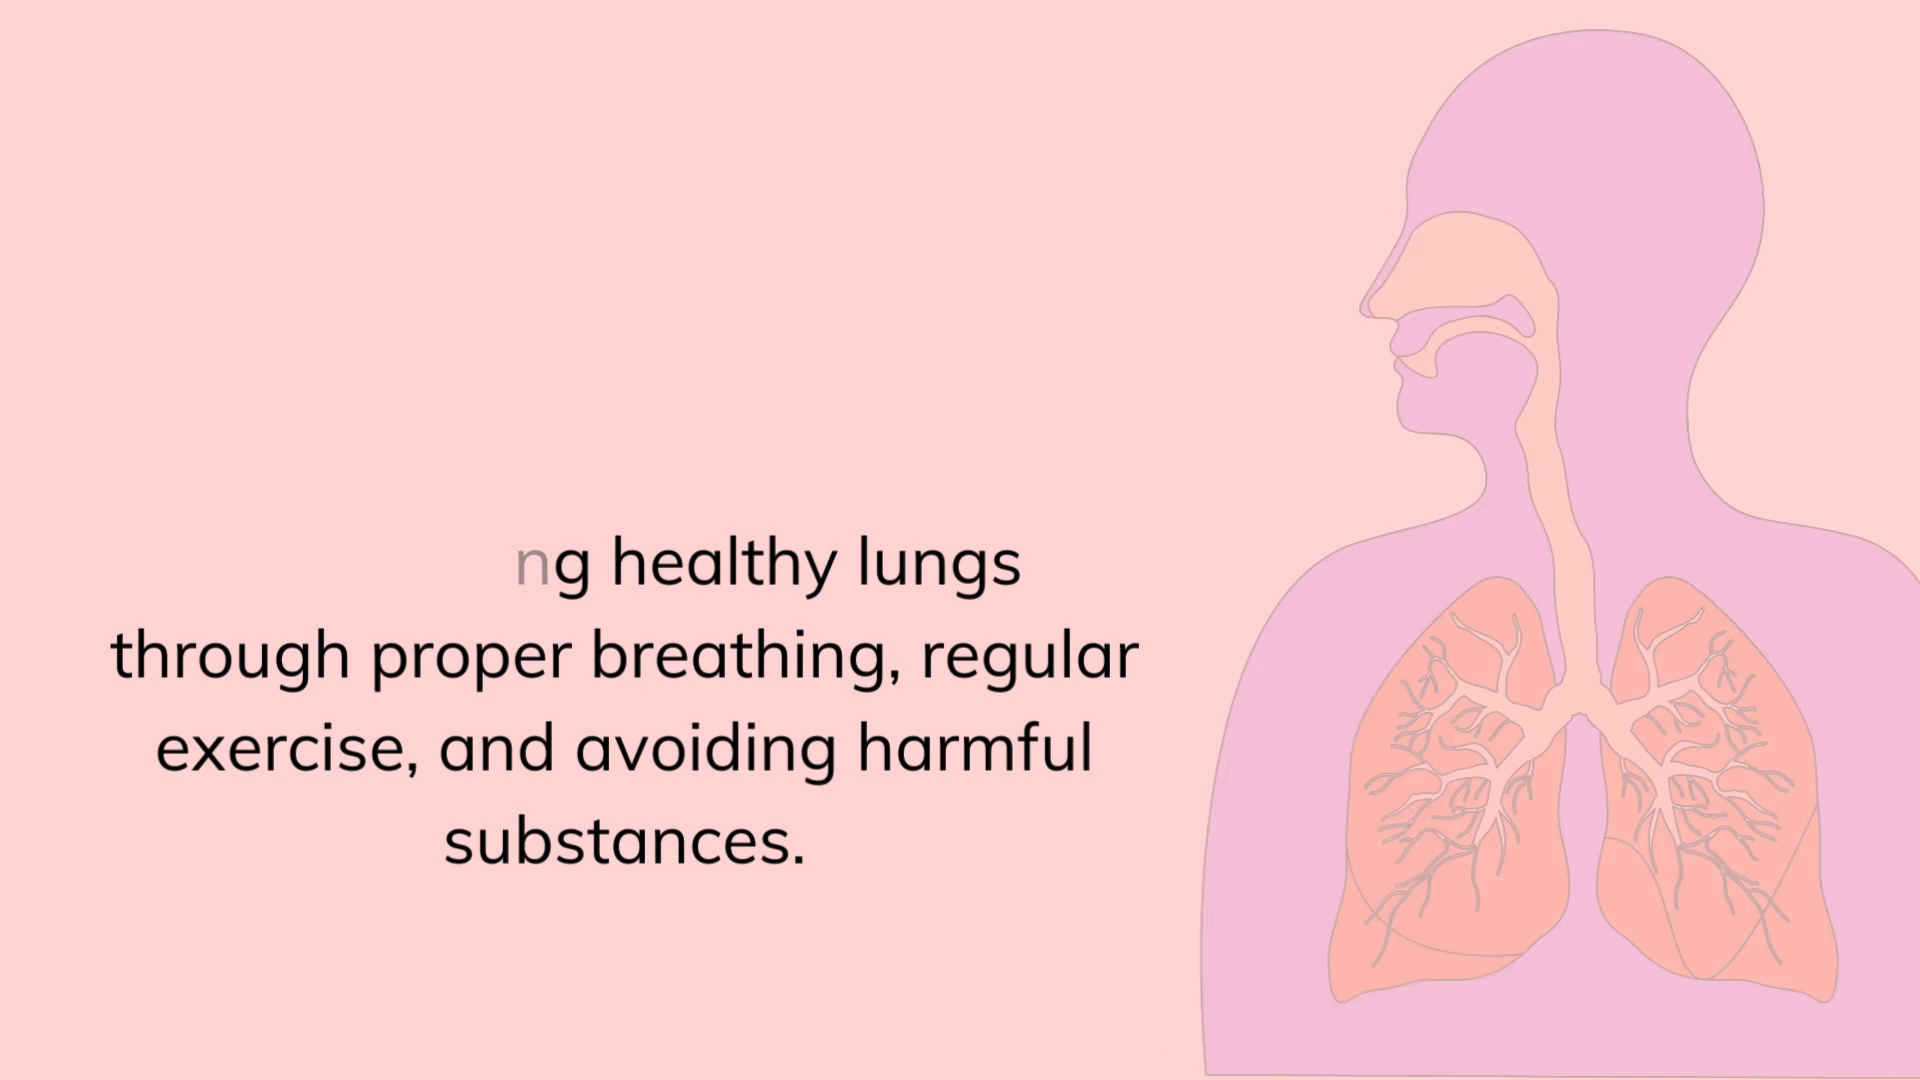 ng healthy lungs
through proper breathing, regular
exercise, and avoiding harmful
substances.